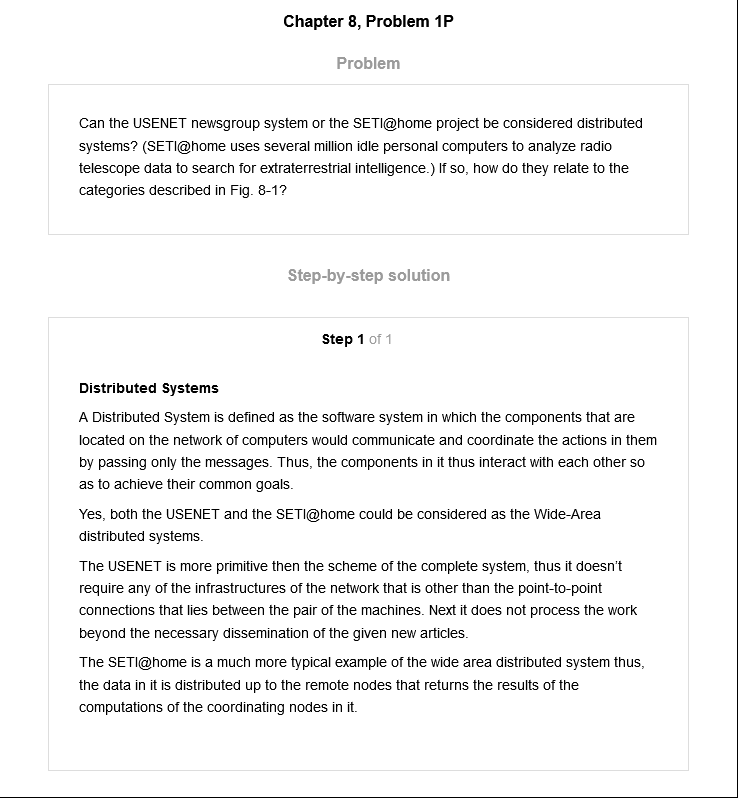 Chapter 8, Problem 1P
Problem
Can the USENET newsgroup system or the SETI@home project be considered distributed
systems? (SETI@home uses several million idle personal computers to analyze radio
telescope data to search for extraterrestrial intelligence.) If so, how do they relate to the
categories described in Fig. 8-1?
Step-by-step solution
Step 1 of 1
Distributed Systems
A Distributed System is defined as the software system in which the components that are
located on the network of computers would communicate and coordinate the actions in them
by passing only the messages. Thus, the components in it thus interact with each other so
as to achieve their common goals.
Yes, both the USENET and the SETI@home could be considered as the Wide-Area
distributed systems.
The USENET is more primitive then the scheme of the complete system, thus it doesn't
require any of the infrastructures of the network that is other than the point-to-point
connections that lies between the pair of the machines. Next it does not process the work
beyond the necessary dissemination of the given new articles.
The SETI@home is a much more typical example of the wide area distributed system thus,
the data in it is distributed up to the remote nodes that returns the results of the
computations of the coordinating nodes in it.